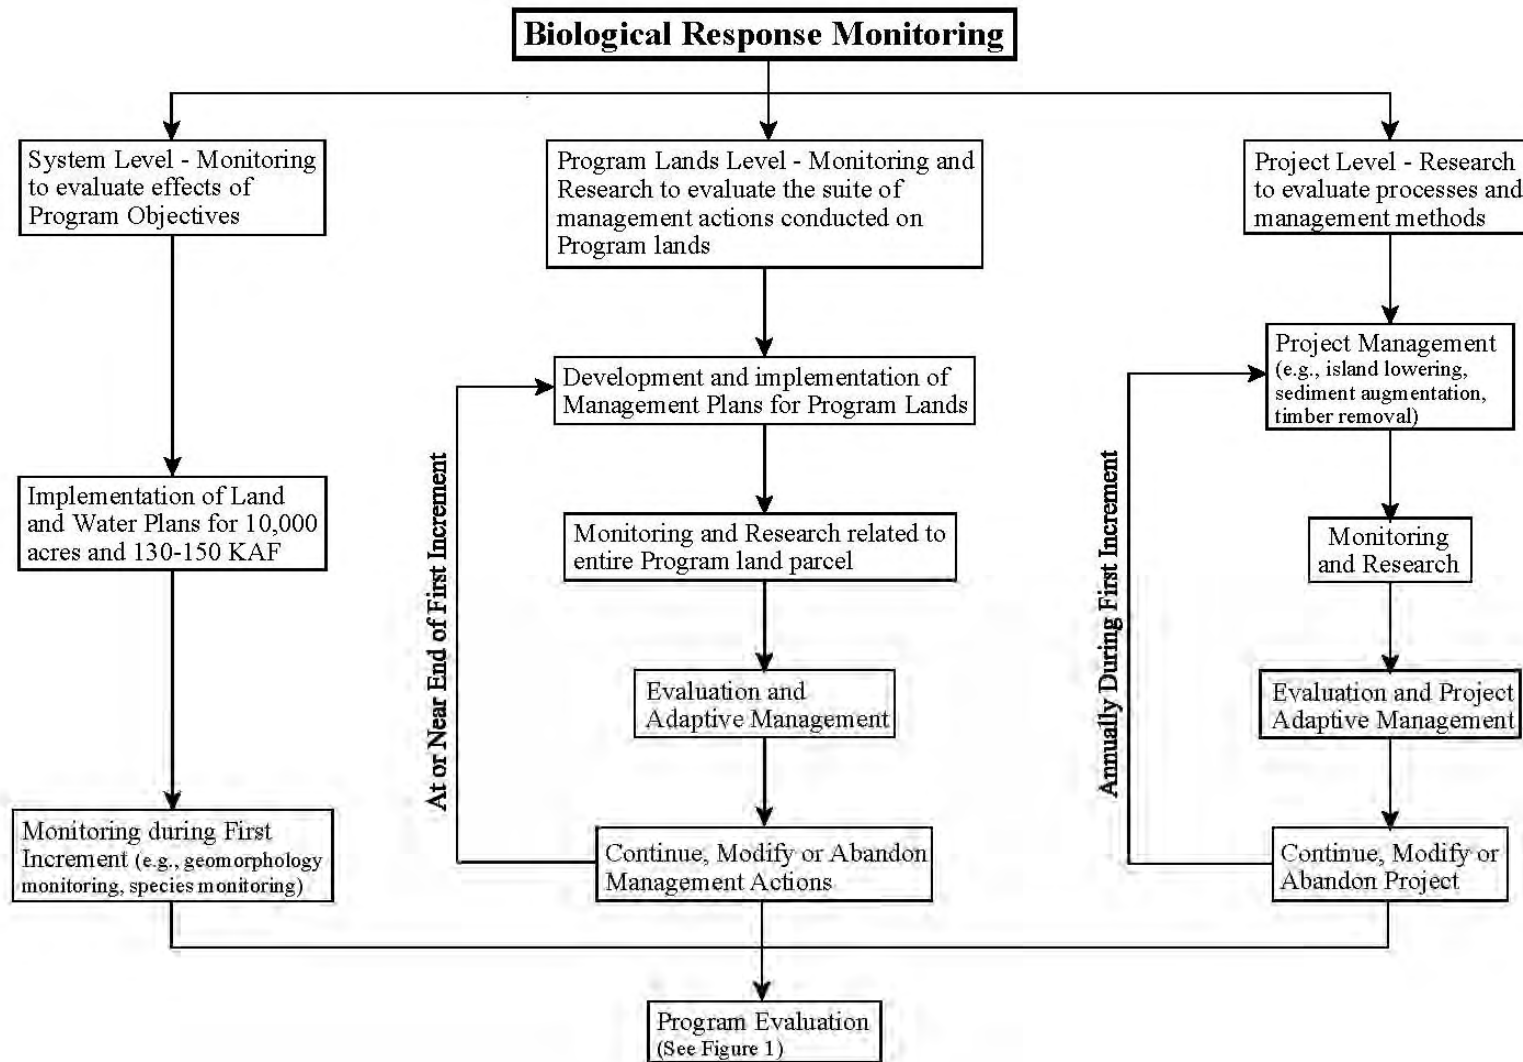 Biological Response Monitoring
System Level - Monitoring
to evaluate effects of
Program Objectives
Program Lands Level - Monitoring and
Research to evaluate the suite of
management actions conducted on
Program lands
Project Level - Research
to evaluate processes and
management methods
Project Management
(e.g., island lowering,
sediment augmentation,
timber removal)
Development and implementation of
Management Plans for Program Lands
At or Near End of First Increment
Annually During First Increment
Implementation of Land
and Water Plans for 10,000
acres and 130-150 KAF
Monitoring and Research related to
entire Program land parcel
Monitoring
and Research
Evaluation and
Adaptive Management
Evaluation and Project
Adaptive Management
Monitoring during First
Increment (e.g., geomorphology
monitoring, species monitoring)
Continue, Modify or Abandon
Management Actions
Continue, Modify or
Abandon Project
Program Evaluation
(See Figure 1)